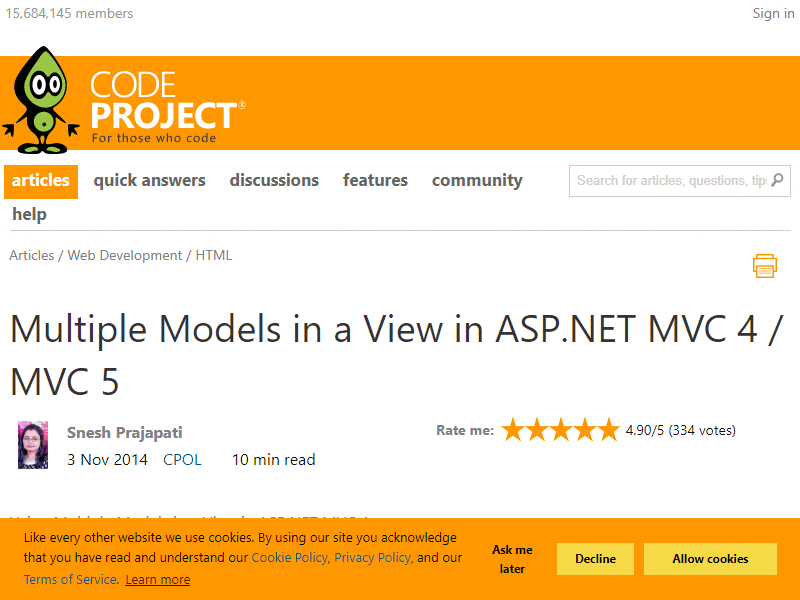 15,684,145 members
Sign in
CODE
PROJECT®
For those who code
articles quick answers discussions features community
Search for articles, questions, tip
help
Articles / Web Development / HTML
Multiple Models in a View in ASP.NET MVC 4 /
MVC 5
Snesh Prajapati
Rate me: 4.90/5 (334 votes)
3 Nov 2014 CPOL 10 min read
Like every other website we use cookies. By using our site you acknowledge
that you have read and understand our Cookie Policy, Privacy Policy, and our
Terms of Service. Learn more
Ask me
later
Decline
Allow cookies